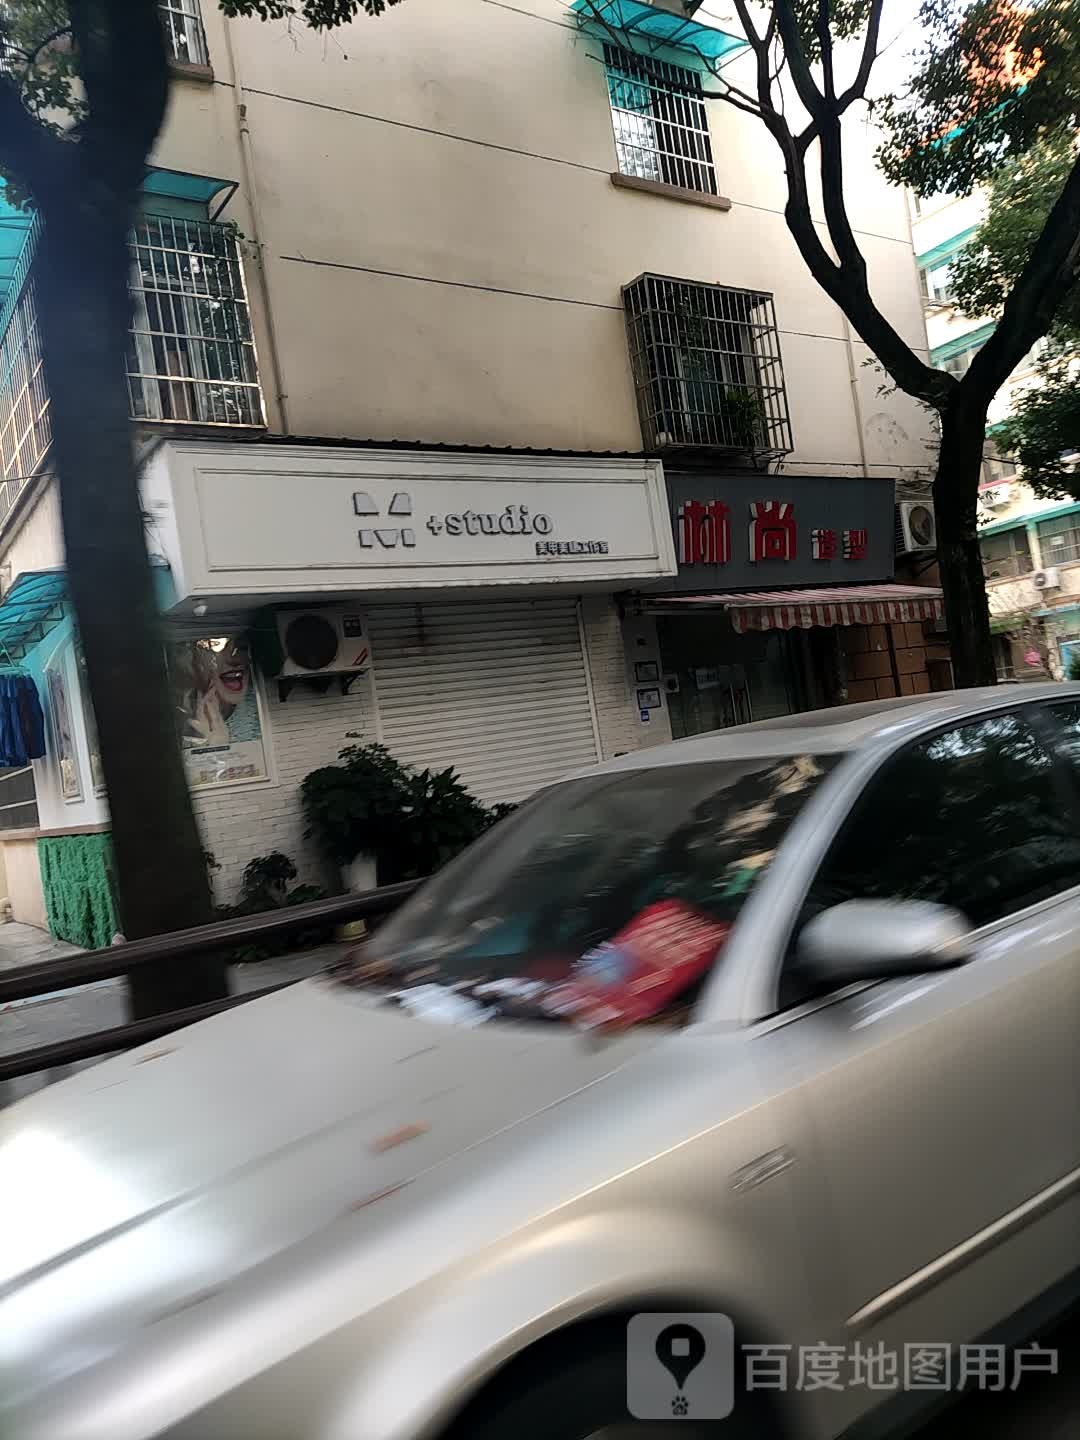 M +studio
美甲美睫工作室
林尚造型
百度地图用户